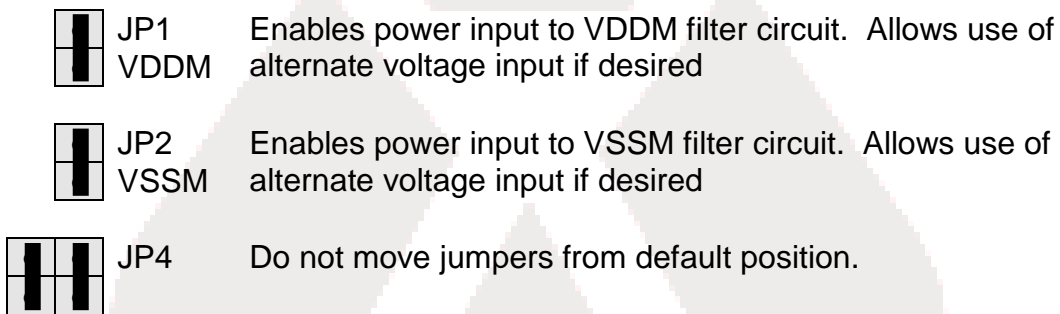 JP1 Enables power input to VDDM filter circuit. Allows use of
VDDM alternate voltage input if desired
JP2 Enables power input to VSSM filter circuit. Allows use of
VSSM alternate voltage input if desired
JP4 Do not move jumpers from default position.